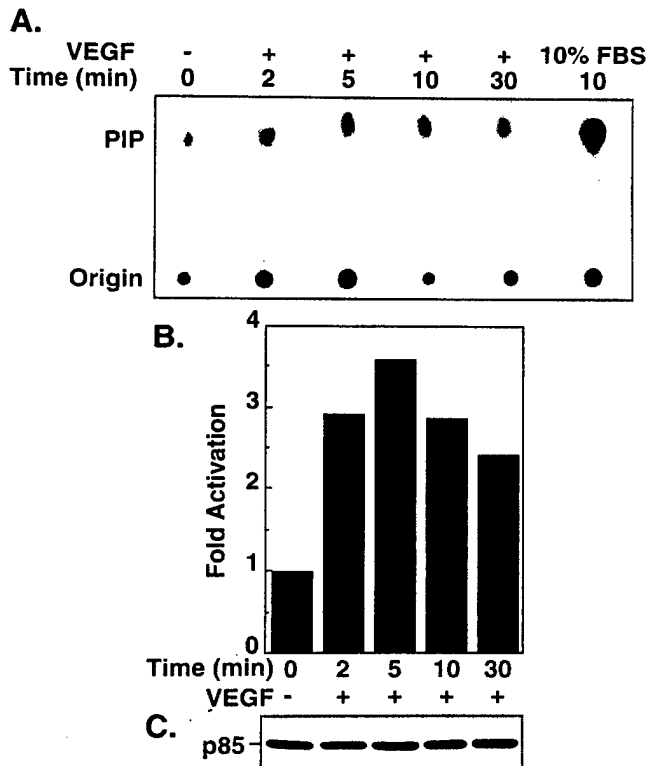 A.
VEGF - + + + + 10% FBS
Time (min) 0 2 5 10 30 10
PIP
Origin
B.
4
3
2
1
0
Fold Activation
Time (min) 0 2 5 10 30
VEGF - + + + +
C.
p85